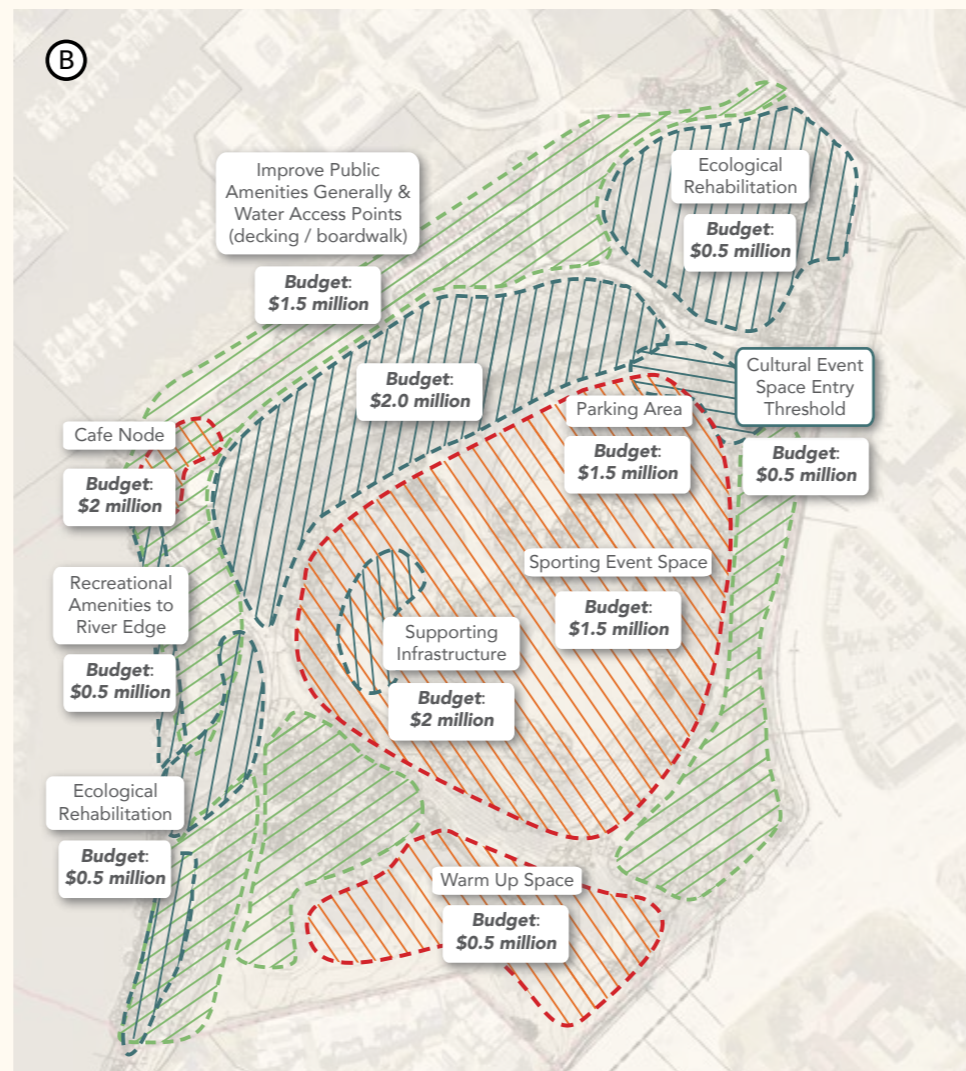 B
Improve Public
Amenities Generally &
Water Access Points
(decking / boardwalk)
Budget:
$1.5 million
Ecological
Rehabilitation
Budget:
$0.5 million
Budget:
$2.0 million
Cultural Event
Space Entry
Threshold
Budget:
$0.5 million
Parking Area
Budget:
$1.5 million
Cafe Node
Budget:
$2 million
Sporting Event Space
Budget:
$1.5 million
Recreational
Amenities to
River Edge
Budget:
$0.5 million
Supporting
Infrastructure
Budget:
$2 million
Ecological
Rehabilitation
Budget:
$0.5 million
Warm Up Space
Budget:
$0.5 million